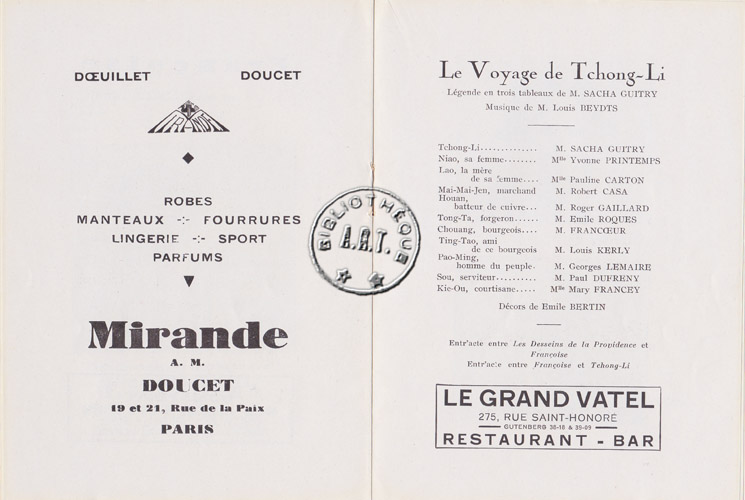 DŒUILLET DOUCET
MIRANDE
ROBES
MANTEAUX -:- FOURRURES
LINGERIE -:- SPORT
PARFUMS
Mirande
A. M.
DOUCET
19 et 21, Rue de la Paix
PARIS
BIBLIOTHÈQUE
A.R.T.
Le Voyage de Tchong-Li
Légende en trois tableaux de M. SACHA GUITRY
Musique de M. Louis BEYDTS
Tchong-Li.............. M. SACHA GUITRY
Niao, sa femme........ Mlle Yvonne PRINTEMPS
Lao, la mère
de sa femme.... Mlle Pauline CARTON
Mai-Mai-Jen, marchand M. Robert CASA
Houan,
batteur de cuivre... M. Roger GAILLARD
Tong-Ta, forgeron...... M. Emile ROQUES
Chouang, bourgeois.... M. FRANCŒUR
Ting-Tao, ami
de ce bourgeois M. Louis KERLY
Pao-Ming,
homme du peuple. M. Georges LEMAIRE
Sou, serviteur.......... M. Paul DUFRENY
Kie-Ou, courtisane..... Mlle Mary FRANCEY
Décors de Emile BERTIN
Entr'acte entre Les Desseins de la Providence et
Françoise
Entr'acte entre Françoise et Tchong-Li
LE GRAND VATEL
275, RUE SAINT-HONORÉ
GUTENBERG 38-18 & 39-09
RESTAURANT - BAR